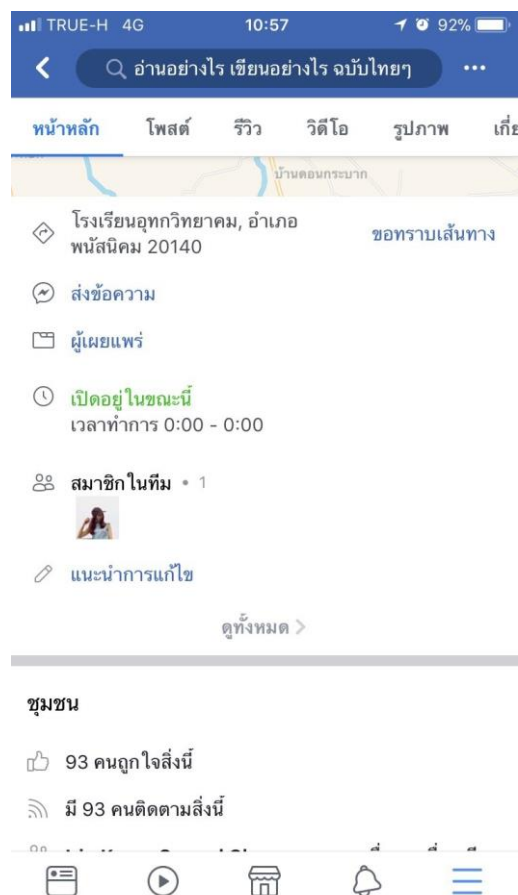 TRUE-H 4G 10:57 92%
อ่านอย่างไร เขียนอย่างไร ฉบับไทยๆ
หน้าหลัก โพสต์ รีวิว วิดีโอ รูปภาพ
บ้านดอนกระบาก
โรงเรียนอุทกวิทยาคม, อำเภอ
พนัสนิคม 20140
ขอทราบเส้นทาง
ส่งข้อความ
ผู้เผยแพร่
เปิดอยู่ในขณะนี้
เวลาทำการ 0:00 - 0:00
สมาชิกในทีม • 1
แนะนำการแก้ไข
ดูทั้งหมด >
ชุมชน
93 คนถูกใจสิ่งนี้
มี 93 คนติดตามสิ่งนี้